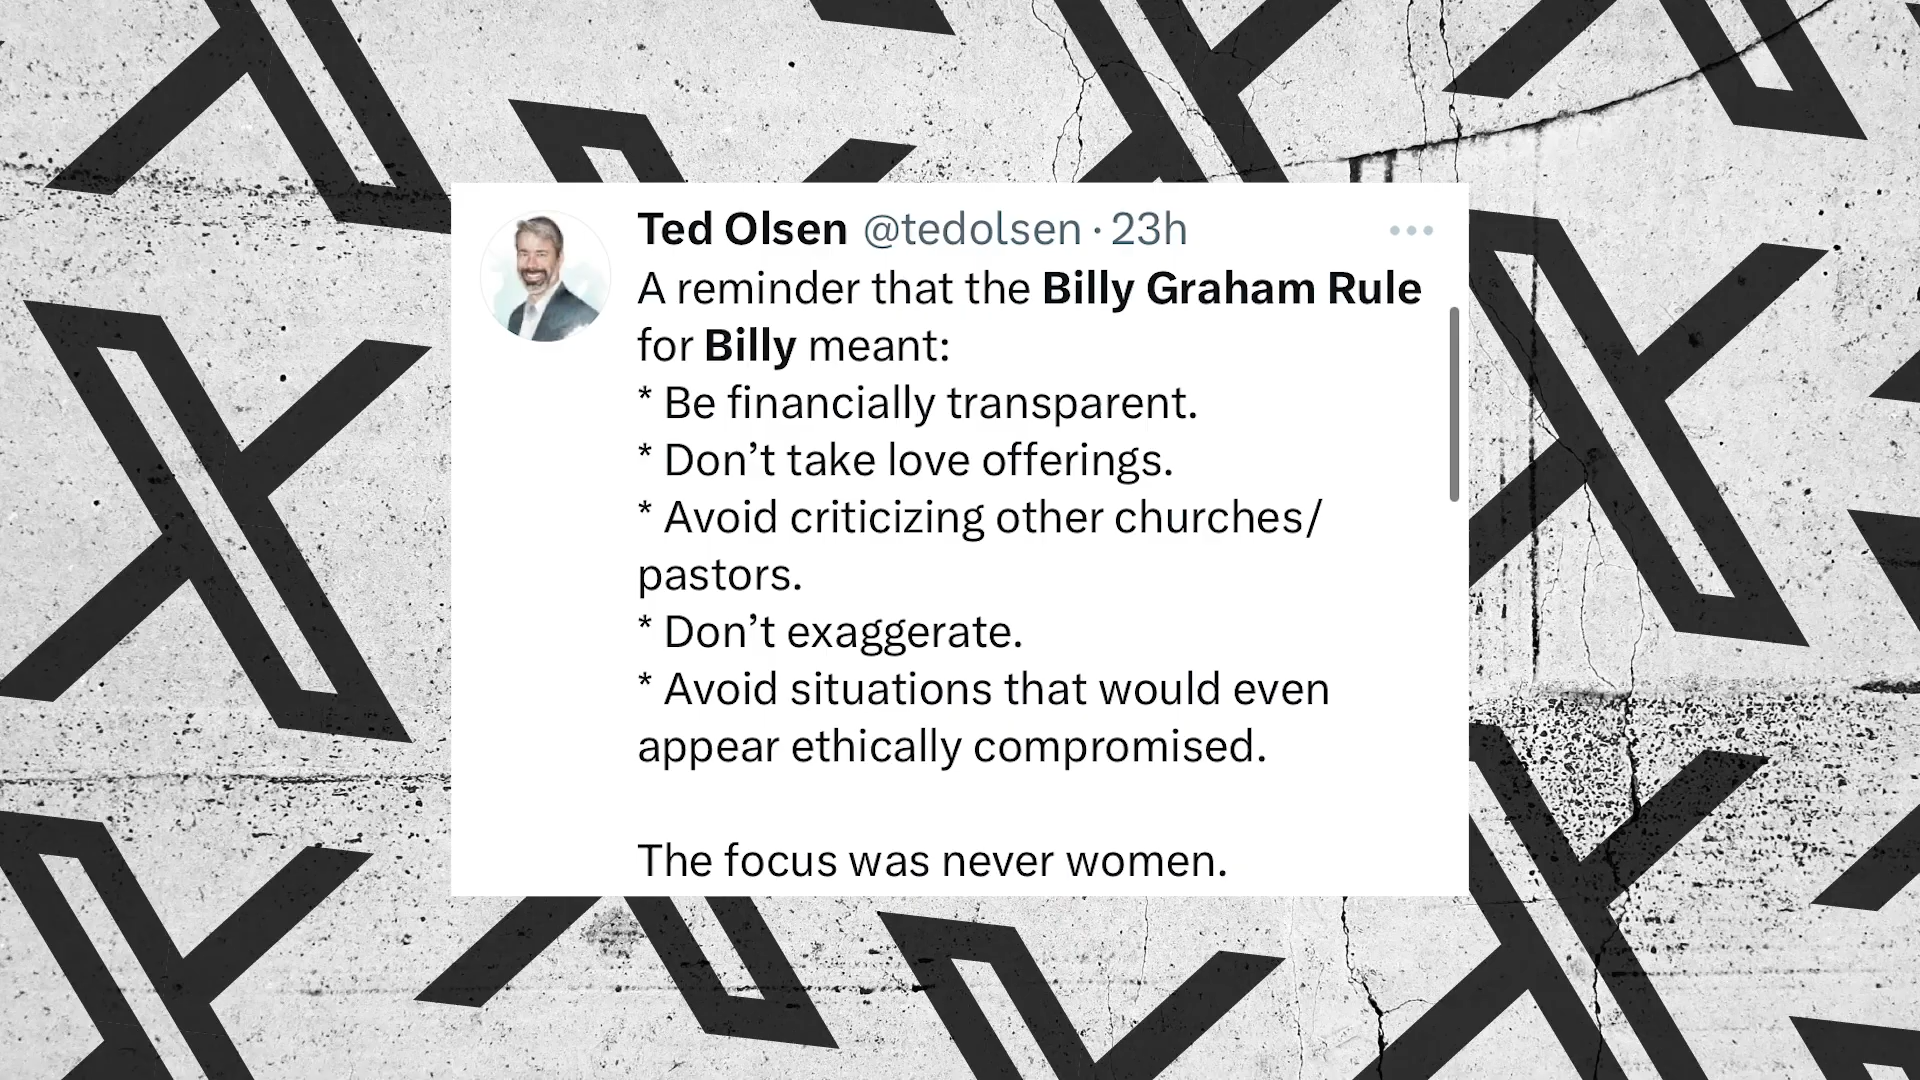 Ted Olsen @tedolsen · 23h
A reminder that the Billy Graham Rule
for Billy meant:
* Be financially transparent.
* Don’t take love offerings.
* Avoid criticizing other churches/
pastors.
* Don’t exaggerate.
* Avoid situations that would even
appear ethically compromised.
The focus was never women.